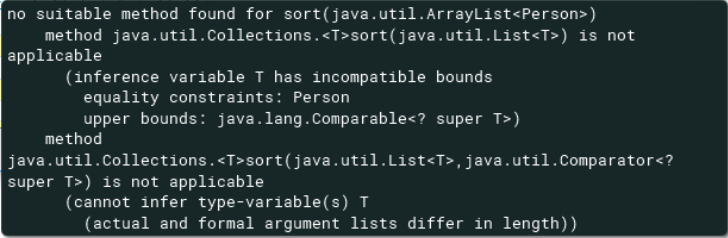 no suitable method found for sort(java.util.ArrayList<Person>)
    method java.util.Collections.<T>sort(java.util.List<T>) is not
applicable
      (inference variable T has incompatible bounds
        equality constraints: Person
        upper bounds: java.lang.Comparable<? super T>)
    method
java.util.Collections.<T>sort(java.util.List<T>,java.util.Comparator<?
super T>) is not applicable
      (cannot infer type-variable(s) T
        (actual and formal argument lists differ in length))